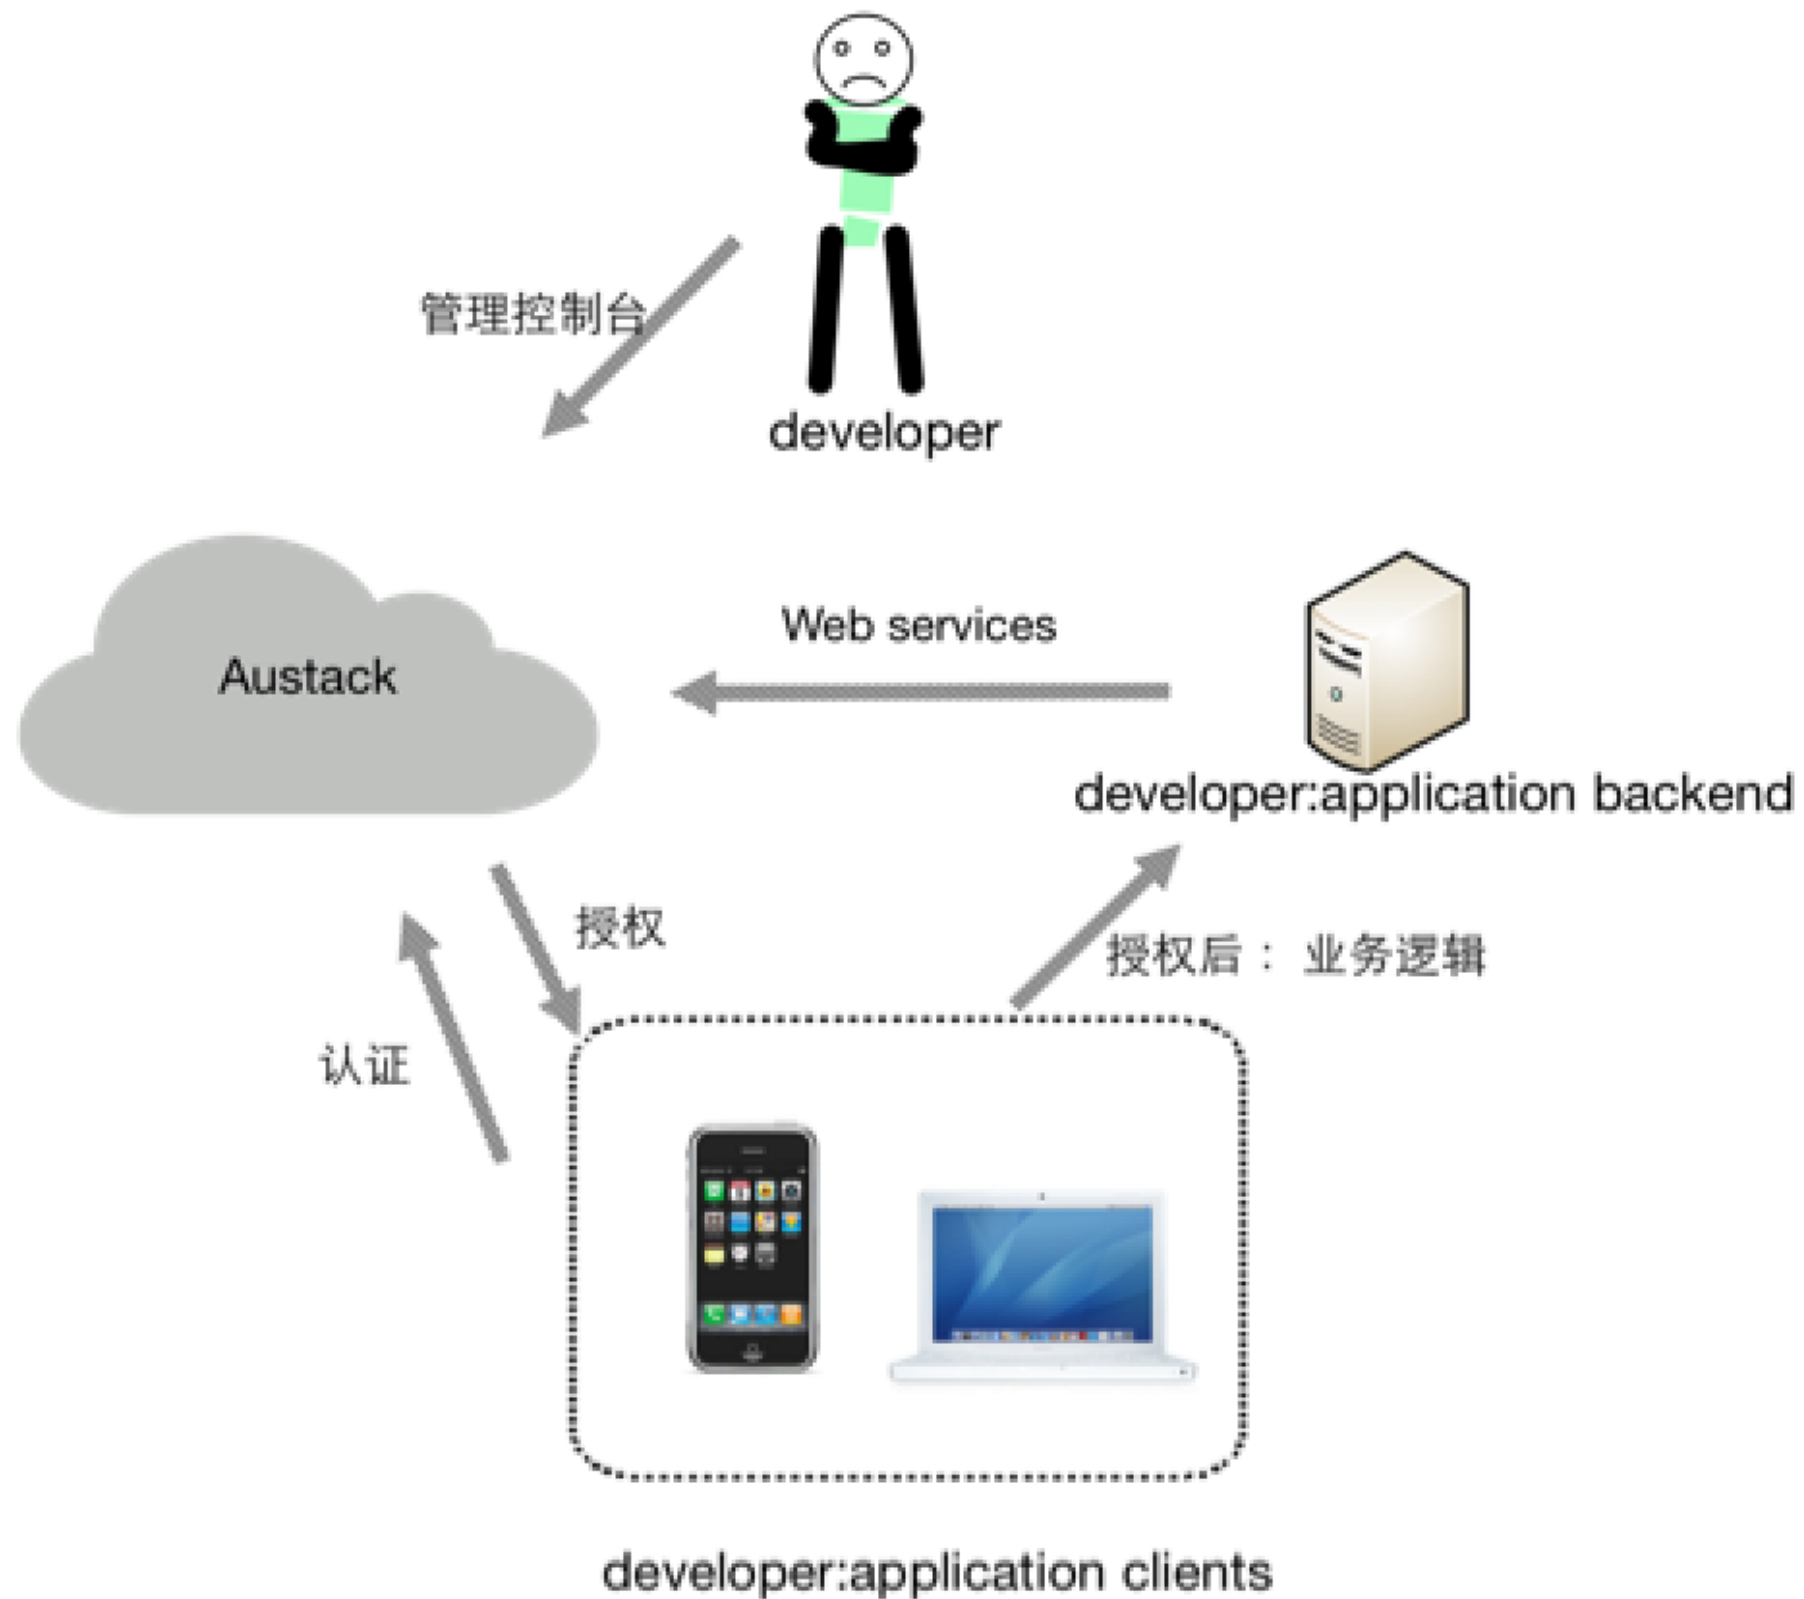 管理控制台
developer
Web services
Austack
developer:application backend
授权
授权后： 业务逻辑
认证
developer:application clients